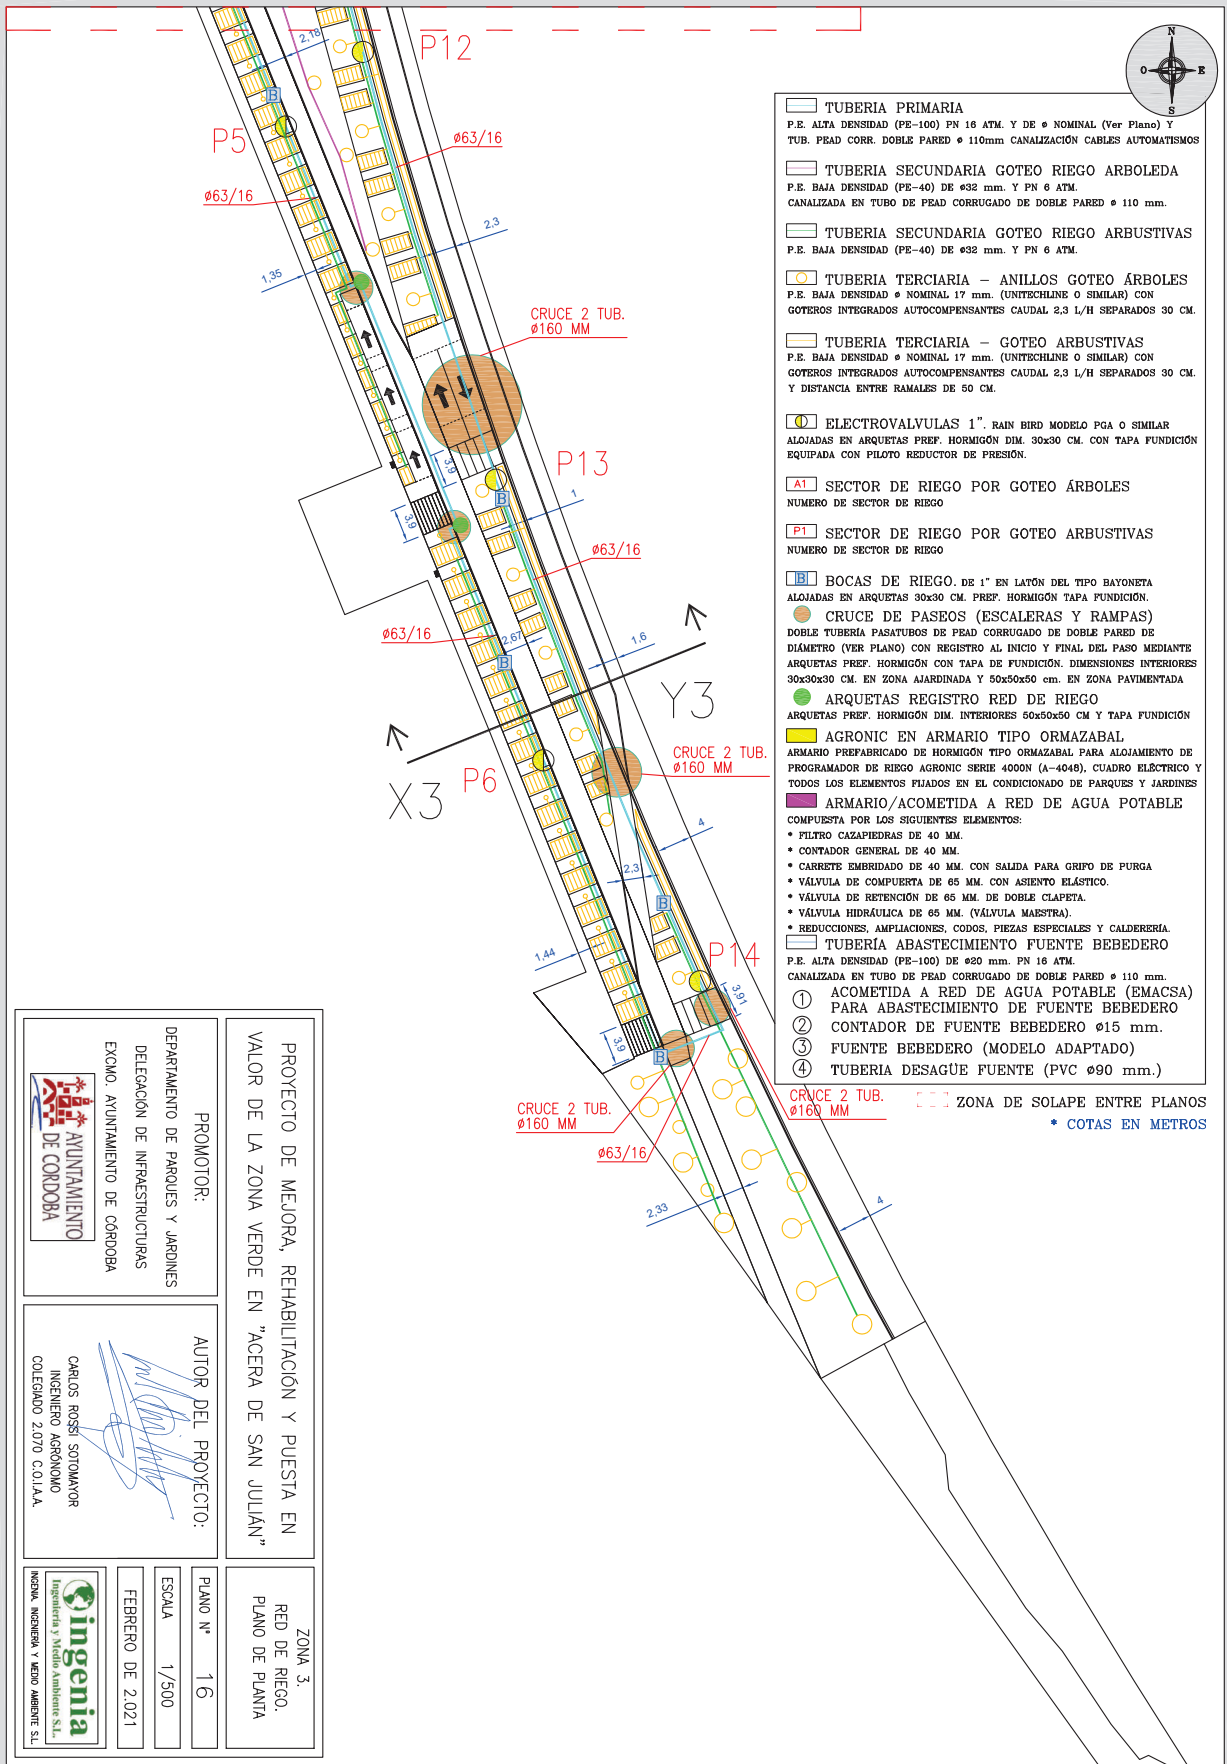 N
O E
S
P12
2,18
B
P5
ø63/16
ø63/16
2,3
1,35
CRUCE 2 TUB.
ø160 MM
P13
3,9
B
1
3,9
ø63/16
ø63/16
2,67
B
1,6
Y3
X3
P6
CRUCE 2 TUB.
ø160 MM
4
2,3
B
1,44
P14
3,91
3,9
B
CRUCE 2 TUB.
ø160 MM
CRUCE 2 TUB.
ø160 MM
ø63/16
2,33
4
TUBERIA PRIMARIA
P.E. ALTA DENSIDAD (PE-100) PN 16 ATM. Y DE ø NOMINAL (Ver Plano) Y
TUB. PEAD CORR. DOBLE PARED ø 110mm CANALIZACIÓN CABLES AUTOMATISMOS
TUBERIA SECUNDARIA GOTEO RIEGO ARBOLEDA
P.E. BAJA DENSIDAD (PE-40) DE ø32 mm. Y PN 6 ATM.
CANALIZADA EN TUBO DE PEAD CORRUGADO DE DOBLE PARED ø 110 mm.
TUBERIA SECUNDARIA GOTEO RIEGO ARBUSTIVAS
P.E. BAJA DENSIDAD (PE-40) DE ø32 mm. Y PN 6 ATM.
TUBERIA TERCIARIA - ANILLOS GOTEO ÁRBOLES
P.E. BAJA DENSIDAD ø NOMINAL 17 mm. (UNITECHLINE O SIMILAR) CON
GOTEROS INTEGRADOS AUTOCOMPENSANTES CAUDAL 2,3 L/H SEPARADOS 30 CM.
TUBERIA TERCIARIA - GOTEO ARBUSTIVAS
P.E. BAJA DENSIDAD ø NOMINAL 17 mm. (UNITECHLINE O SIMILAR) CON
GOTEROS INTEGRADOS AUTOCOMPENSANTES CAUDAL 2,3 L/H SEPARADOS 30 CM.
Y DISTANCIA ENTRE RAMALES DE 50 CM.
ELECTROVALVULAS 1". RAIN BIRD MODELO PGA O SIMILAR
ALOJADAS EN ARQUETAS PREF. HORMIGÓN DIM. 30x30 CM. CON TAPA FUNDICIÓN
EQUIPADA CON PILOTO REDUCTOR DE PRESIÓN.
A1 SECTOR DE RIEGO POR GOTEO ÁRBOLES
NUMERO DE SECTOR DE RIEGO
P1 SECTOR DE RIEGO POR GOTEO ARBUSTIVAS
NUMERO DE SECTOR DE RIEGO
B BOCAS DE RIEGO. DE 1" EN LATÓN DEL TIPO BAYONETA
ALOJADAS EN ARQUETAS 30x30 CM. PREF. HORMIGÓN TAPA FUNDICIÓN.
CRUCE DE PASEOS (ESCALERAS Y RAMPAS)
DOBLE TUBERÍA PASATUBOS DE PEAD CORRUGADO DE DOBLE PARED DE
DIÁMETRO (VER PLANO) CON REGISTRO AL INICIO Y FINAL DEL PASO MEDIANTE
ARQUETAS PREF. HORMIGÓN CON TAPA DE FUNDICIÓN. DIMENSIONES INTERIORES
30x30x30 CM. EN ZONA AJARDINADA Y 50x50x50 cm. EN ZONA PAVIMENTADA
ARQUETAS REGISTRO RED DE RIEGO
ARQUETAS PREF. HORMIGÓN DIM. INTERIORES 50x50x50 CM Y TAPA FUNDICIÓN
AGRONIC EN ARMARIO TIPO ORMAZABAL
ARMARIO PREFABRICADO DE HORMIGÓN TIPO ORMAZABAL PARA ALOJAMIENTO DE
PROGRAMADOR DE RIEGO AGRONIC SERIE 4000N (A-4048), CUADRO ELÉCTRICO Y
TODOS LOS ELEMENTOS FIJADOS EN EL CONDICIONADO DE PARQUES Y JARDINES
ARMARIO/ACOMETIDA A RED DE AGUA POTABLE
COMPUESTA POR LOS SIGUIENTES ELEMENTOS:
* FILTRO CAZAPIEDRAS DE 40 MM.
* CONTADOR GENERAL DE 40 MM.
* CARRETE EMBRIDADO DE 40 MM. CON SALIDA PARA GRIFO DE PURGA
* VÁLVULA DE COMPUERTA DE 65 MM. CON ASIENTO ELÁSTICO.
* VÁLVULA DE RETENCIÓN DE 65 MM. DE DOBLE CLAPETA.
* VÁLVULA HIDRÁULICA DE 65 MM. (VÁLVULA MAESTRA).
* REDUCCIONES, AMPLIACIONES, CODOS, PIEZAS ESPECIALES Y CALDERERÍA.
TUBERÍA ABASTECIMIENTO FUENTE BEBEDERO
P.E. ALTA DENSIDAD (PE-100) DE ø20 mm. PN 16 ATM.
CANALIZADA EN TUBO DE PEAD CORRUGADO DE DOBLE PARED ø 110 mm.
1 ACOMETIDA A RED DE AGUA POTABLE (EMACSA)
PARA ABASTECIMIENTO DE FUENTE BEBEDERO
2 CONTADOR DE FUENTE BEBEDERO ø15 mm.
3 FUENTE BEBEDERO (MODELO ADAPTADO)
4 TUBERIA DESAGÜE FUENTE (PVC ø90 mm.)
ZONA DE SOLAPE ENTRE PLANOS
* COTAS EN METROS
PROYECTO DE MEJORA, REHABILITACIÓN Y PUESTA EN
VALOR DE LA ZONA VERDE EN "ACERA DE SAN JULIÁN"
ZONA 3.
RED DE RIEGO.
PLANO DE PLANTA
PROMOTOR:
DEPARTAMENTO DE PARQUES Y JARDINES
DELEGACIÓN DE INFRAESTRUCTURAS
EXCMO. AYUNTAMIENTO DE CÓRDOBA
AYUNTAMIENTO
DE CORDOBA
AUTOR DEL PROYECTO:
CARLOS ROSSI SOTOMAYOR
INGENIERO AGRÓNOMO
COLEGIADO 2.070 C.O.I.A.A.
PLANO Nº 16
ESCALA 1/500
FEBRERO DE 2.021
ingenia
Ingeniería y Medio Ambiente S.L.
INGENIA. INGENIERÍA Y MEDIO AMBIENTE S.L.